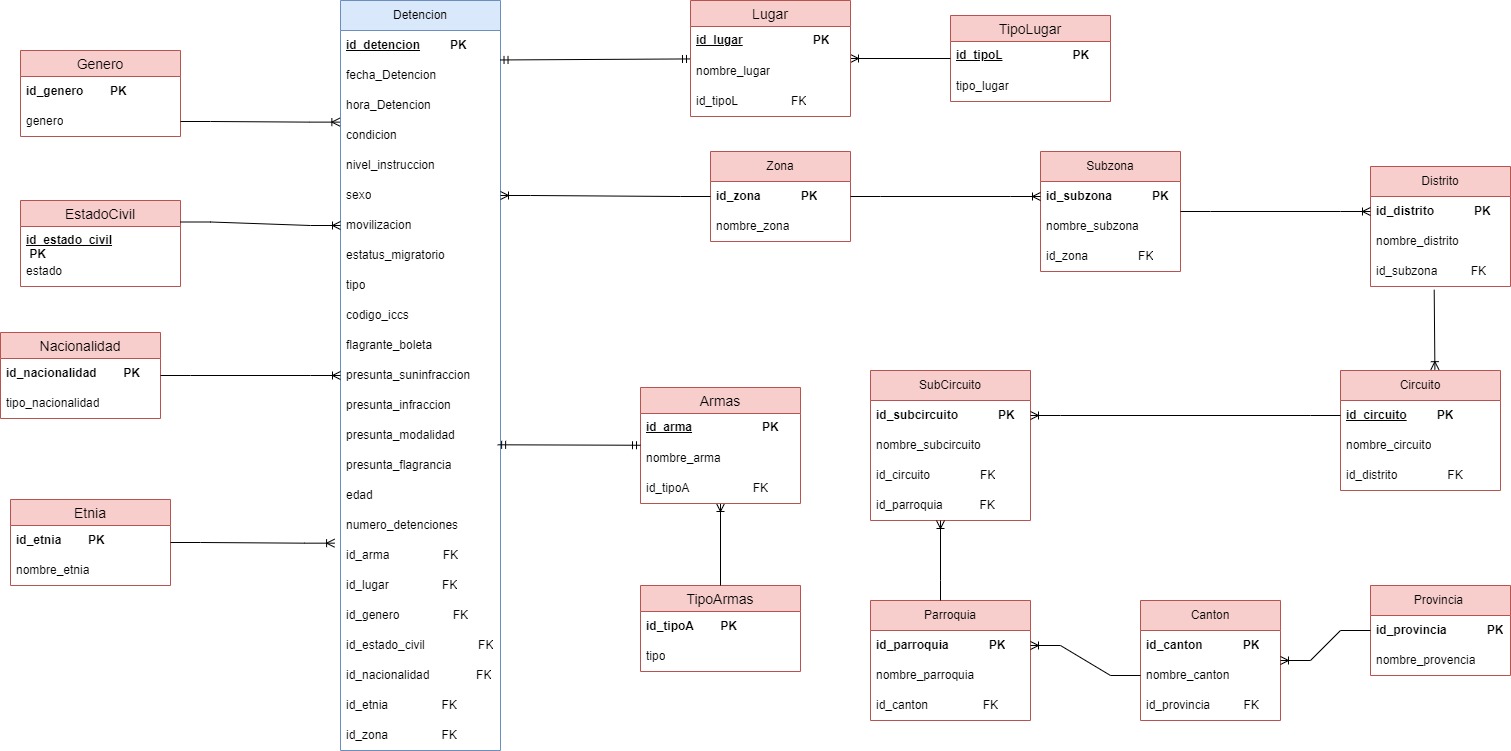 Detencion
id_detencion PK
fecha_Detencion
hora_Detencion
condicion
nivel_instruccion
sexo
movilizacion
estatus_migratorio
tipo
codigo_iccs
flagrante_boleta
presunta_suninfraccion
presunta_infraccion
presunta_modalidad
presunta_flagrancia
edad
numero_detenciones
id_arma FK
id_lugar FK
id_genero FK
id_estado_civil FK
id_nacionalidad FK
id_etnia FK
id_zona FK
Genero
id_genero PK
genero
EstadoCivil
id_estado_civil
PK
estado
Nacionalidad
id_nacionalidad PK
tipo_nacionalidad
Etnia
id_etnia PK
nombre_etnia
Lugar
id_lugar PK
nombre_lugar
id_tipoL FK
TipoLugar
id_tipoL PK
tipo_lugar
Zona
id_zona PK
nombre_zona
Subzona
id_subzona PK
nombre_subzona
id_zona FK
Distrito
id_distrito PK
nombre_distrito
id_subzona FK
Armas
id_arma PK
nombre_arma
id_tipoA FK
TipoArmas
id_tipoA PK
tipo
SubCircuito
id_subcircuito PK
nombre_subcircuito
id_circuito FK
id_parroquia FK
Circuito
id_circuito PK
nombre_circuito
id_distrito FK
Parroquia
id_parroquia PK
nombre_parroquia
id_canton FK
Canton
id_canton PK
nombre_canton
id_provincia FK
Provincia
id_provincia PK
nombre_provencia